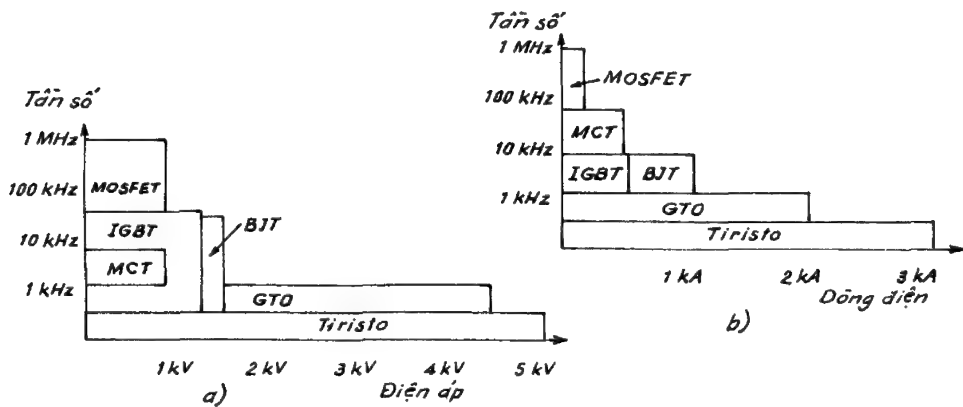 Tần số
1 MHz
100 kHz
10 kHz
1 kHz
MOSFET
IGBT
MCT
BJT
GTO
Tiristo
1 kV 2 kV 3 kV 4 kV 5 kV
Điện áp
a)
Tần số
1 MHz
100 kHz
10 kHz
1 kHz
MOSFET
MCT
IGBT BJT
GTO
Tiristo
1 kA 2 kA 3 kA
Dòng điện
b)